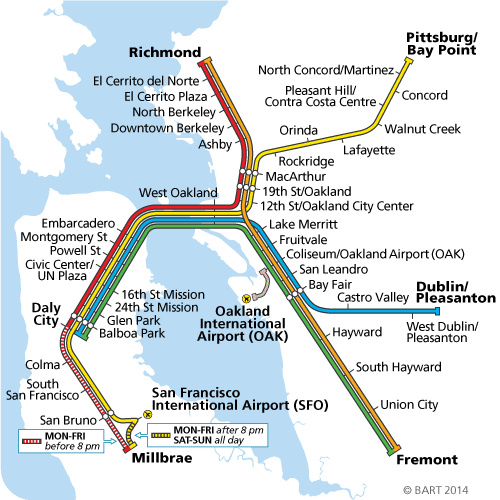 Richmond
El Cerrito del Norte
El Cerrito Plaza
North Berkeley
Downtown Berkeley
Ashby
Pittsburg/
Bay Point
North Concord/Martinez
Concord
Pleasant Hill/
Contra Costa Centre
Walnut Creek
Orinda
Lafayette
Rockridge
MacArthur
19th St/Oakland
12th St/Oakland City Center
West Oakland
Lake Merritt
Fruitvale
Coliseum/Oakland Airport (OAK)
San Leandro
Bay Fair
Castro Valley
Dublin/
Pleasanton
West Dublin/
Pleasanton
Embarcadero
Montgomery St
Powell St
Civic Center/
UN Plaza
16th St Mission
24th St Mission
Glen Park
Balboa Park
Daly
City
Oakland
International
Airport (OAK)
Hayward
South Hayward
Union City
Fremont
Colma
South
San Francisco
San Bruno
San Francisco
International Airport (SFO)
MON-FRI
before 8 pm
MON-FRI after 8 pm
SAT-SUN all day
Millbrae
© BART 2014